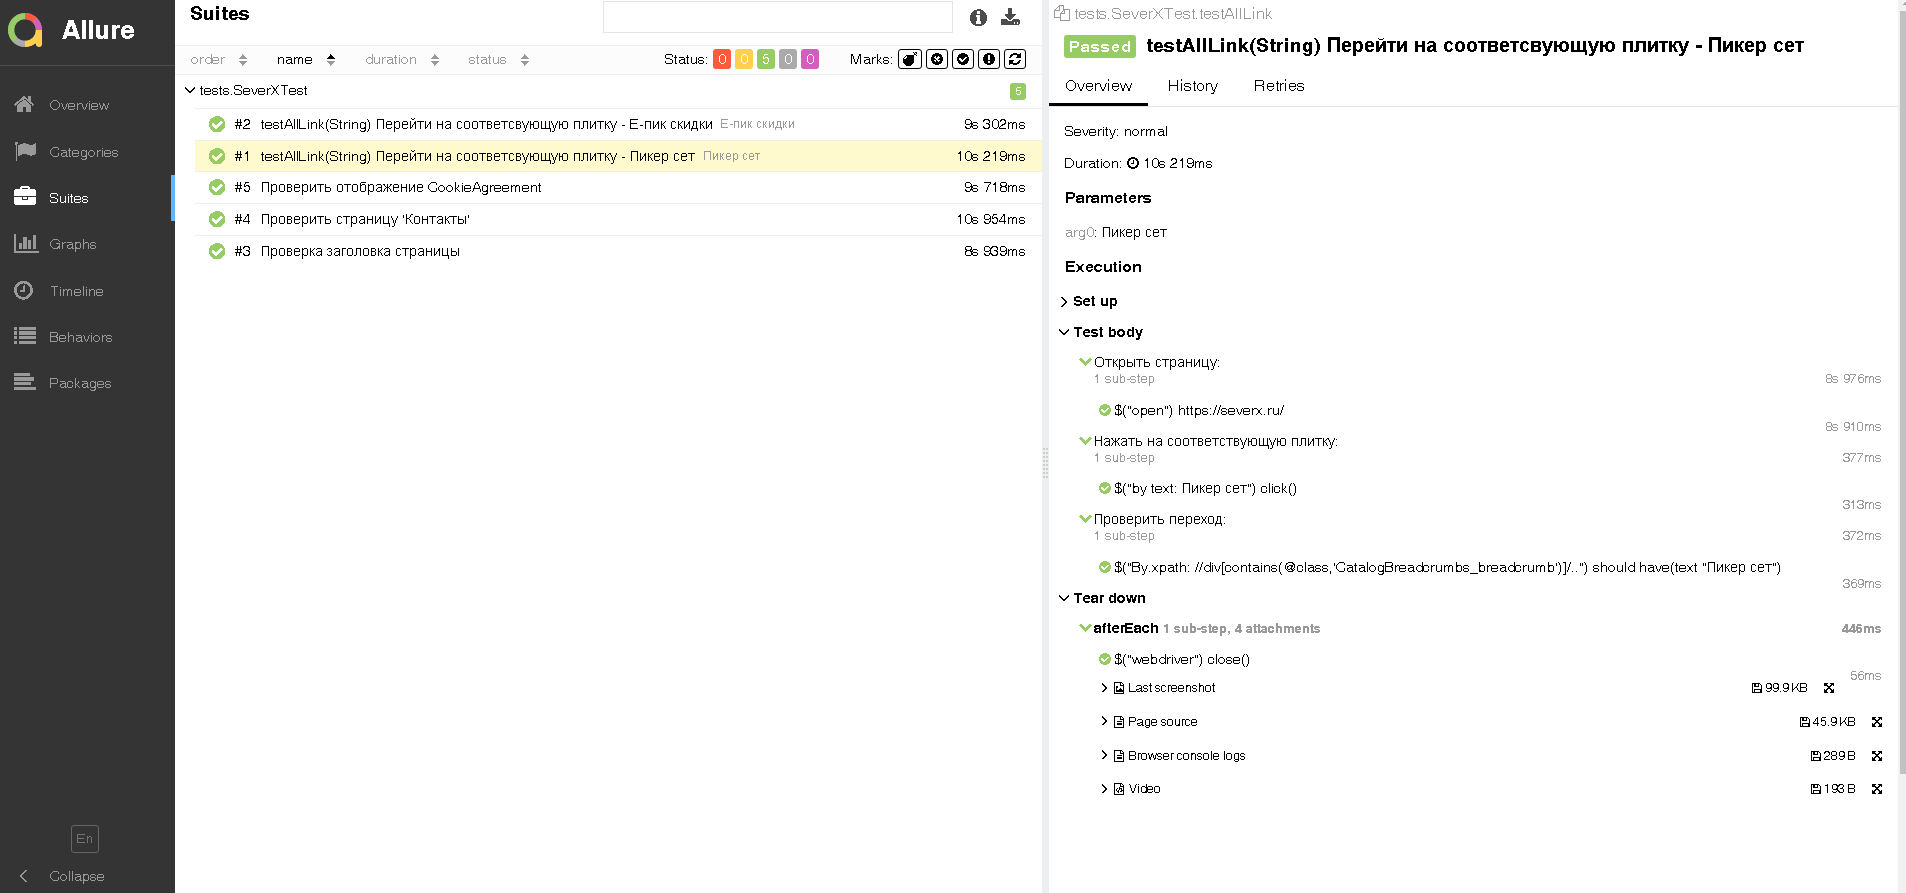 Allure
Overview
Categories
Suites
Graphs
Timeline
Behaviors
Packages
En
Collapse
Suites
order name duration status Status: 0 0 5 0 0 Marks:
tests.SeverXTest 5
#2 testAllLink(String) Перейти на соответсвующую плитку - Е-пик скидки Е-пик скидки 9s 302ms
#1 testAllLink(String) Перейти на соответсвующую плитку - Пикер сет Пикер сет 10s 219ms
#5 Проверить отображение CookieAgreement 9s 718ms
#4 Проверить страницу 'Контакты' 10s 954ms
#3 Проверка заголовка страницы 8s 939ms
tests.SeverXTest.testAllLink
Passed testAllLink(String) Перейти на соответсвующую плитку - Пикер сет
Overview History Retries
Severity: normal
Duration: 10s 219ms
Parameters
arg0: Пикер сет
Execution
Set up
Test body
Открыть страницу:
1 sub-step 8s 976ms
$("open") https://severx.ru/
8s 910ms
Нажать на соответствующую плитку:
1 sub-step 377ms
$("by text: Пикер сет") click()
313ms
Проверить переход:
1 sub-step 372ms
$("By.xpath: //div[contains(@class,'CatalogBreadcrumbs_breadcrumb')]/..") should have(text "Пикер сет")
369ms
Tear down
afterEach 1 sub-step, 4 attachments 446ms
$("webdriver") close()
56ms
Last screenshot 99.9 KB
Page source 45.9 KB
Browser console logs 289 B
Video 193 B